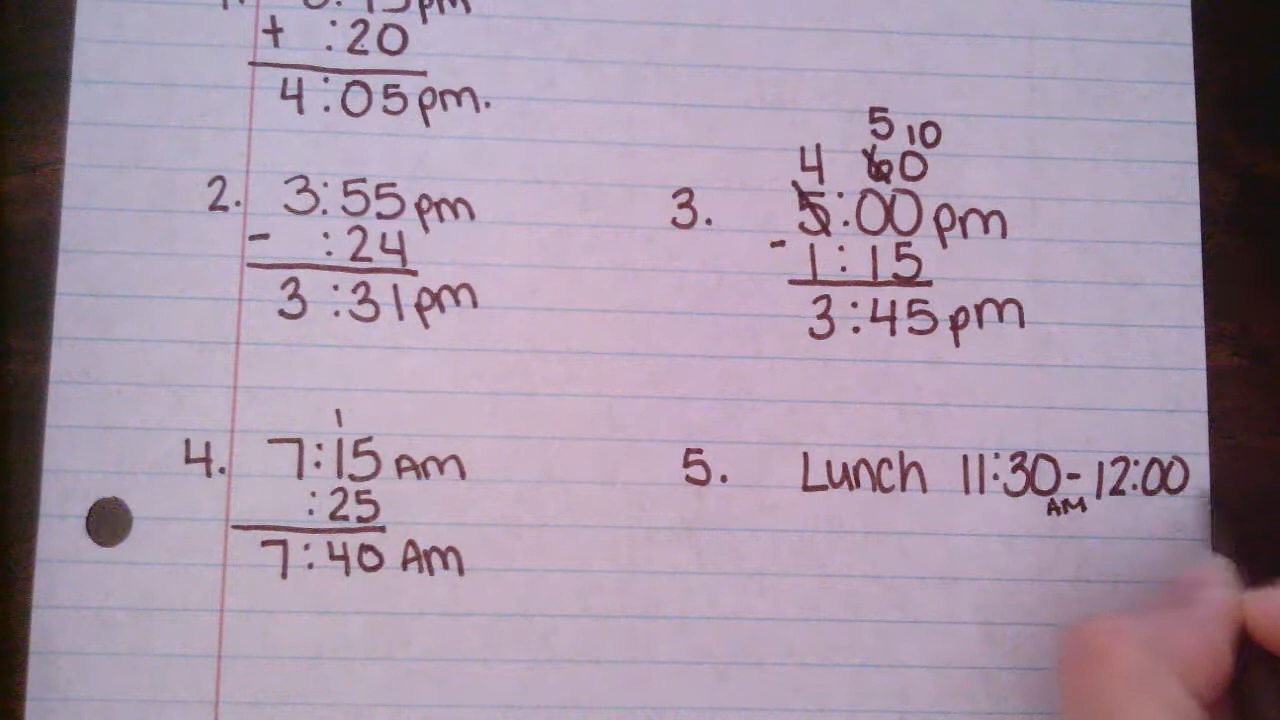 + :20
4:05pm.
2. 3:55pm
- :24
3:31pm
5 10
4 60
3. 5:00pm
- 1:15
3:45pm
1
4. 7:15 AM
:25
7:40 Am
5. Lunch 11:30-12:00
AM